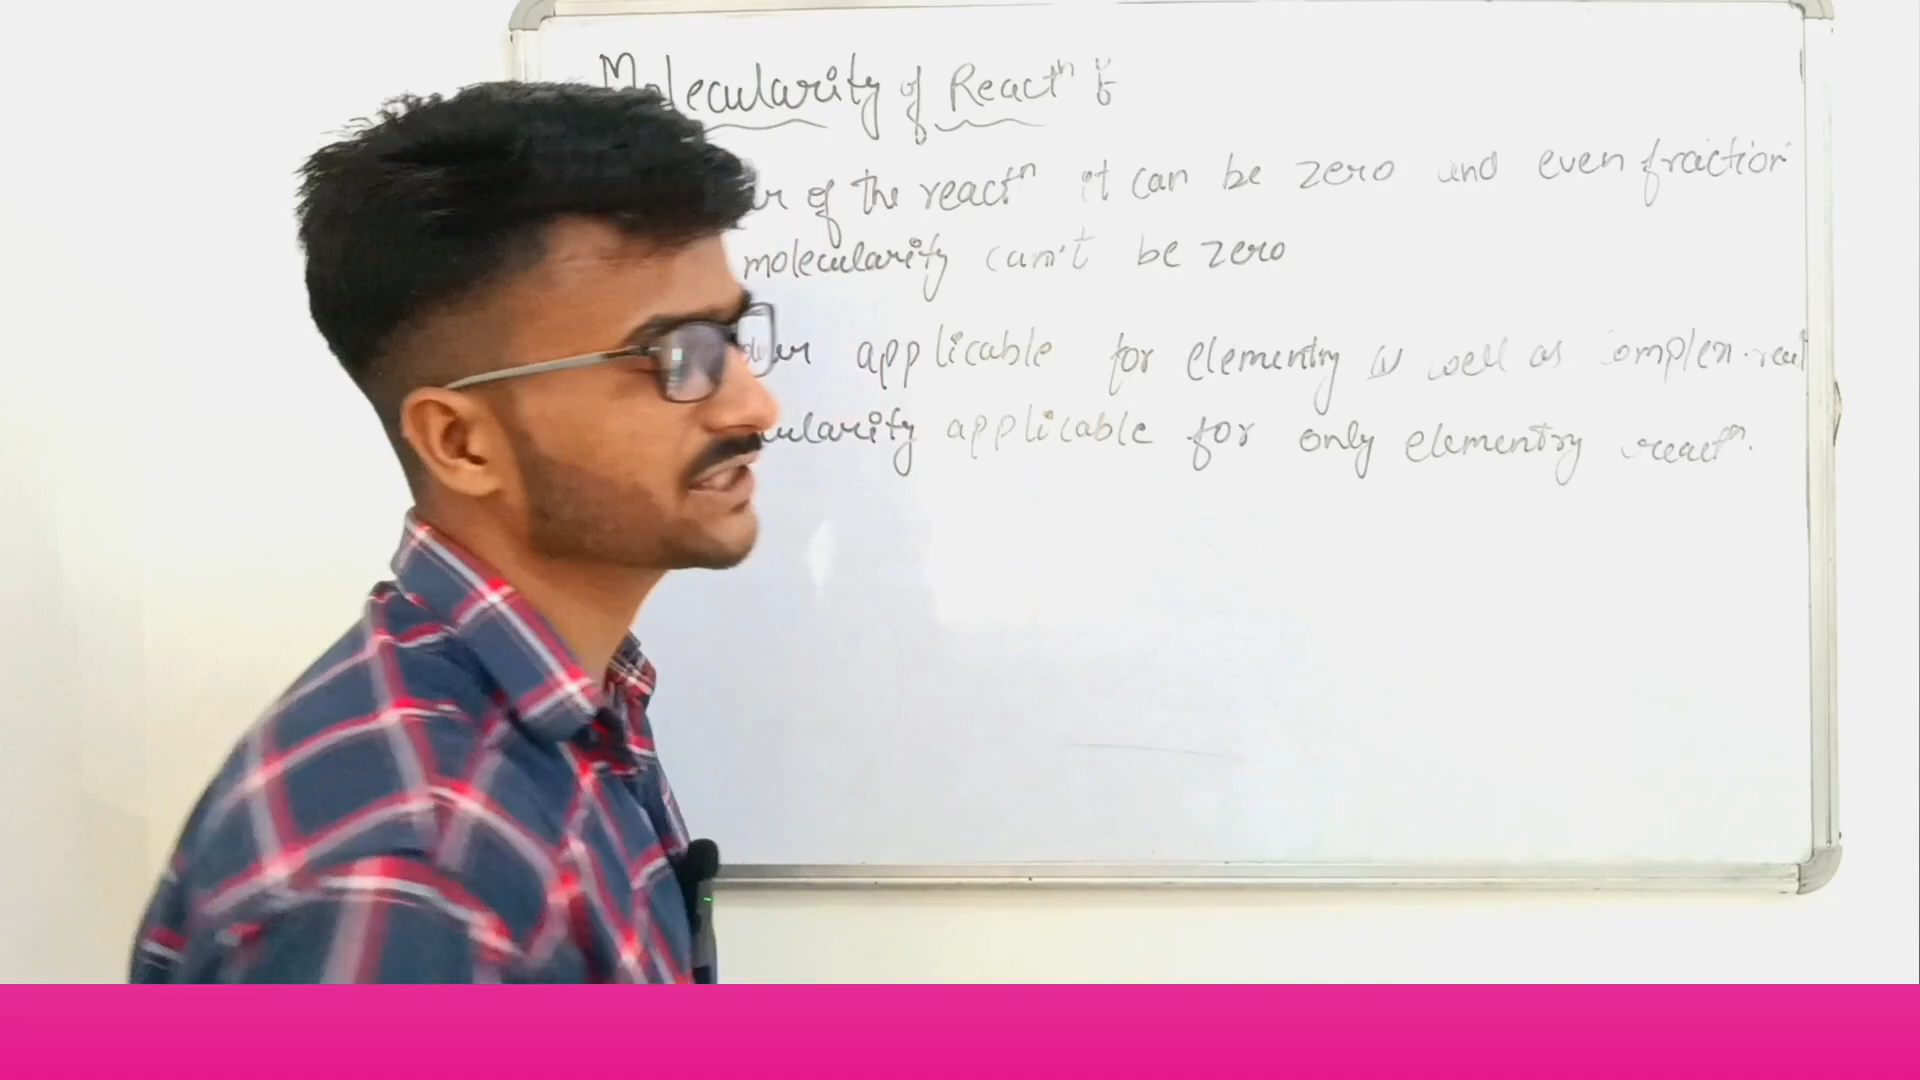 Molecularity of Reactⁿ
of the reactⁿ it can be zero and even fraction
molecularity can't be zero
applicable for elementry as well as complex
applicable for only elementry reactⁿ.